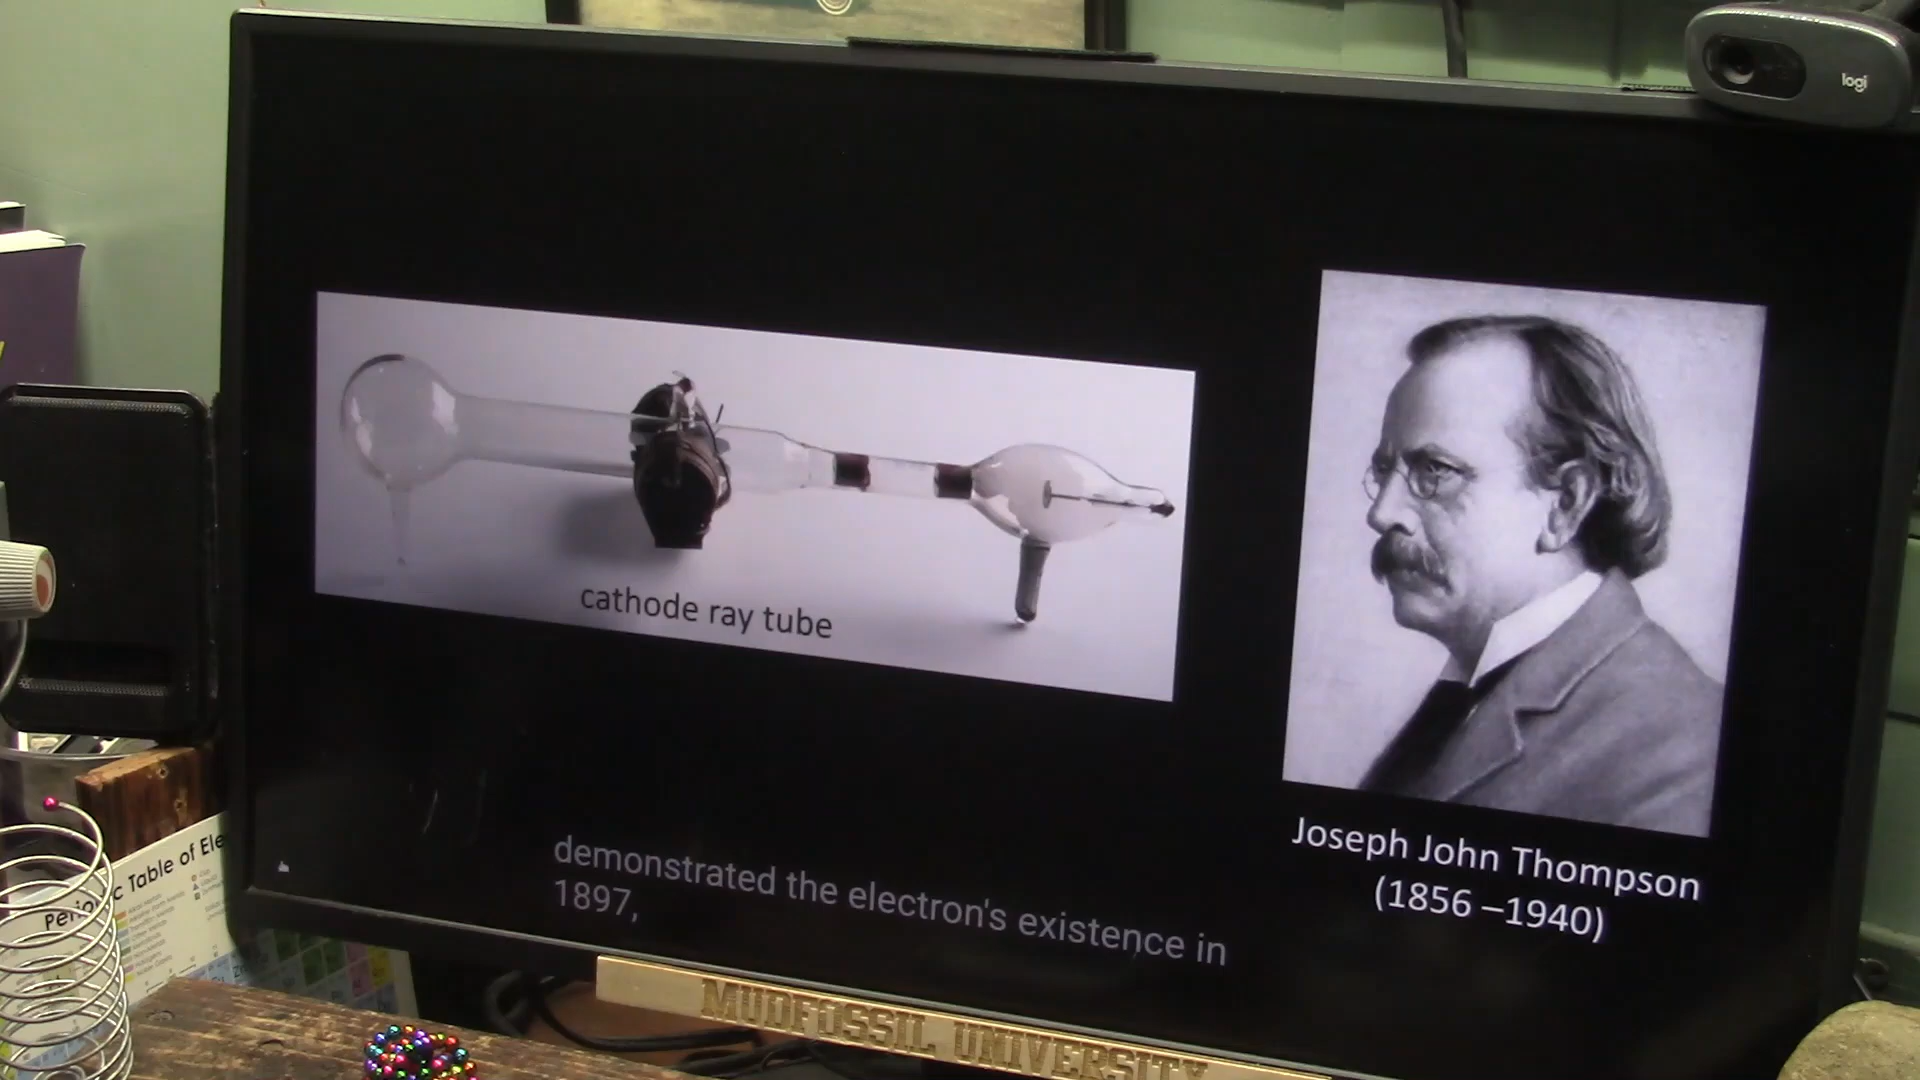 logi
cathode ray tube
Joseph John Thompson
(1856 –1940)
demonstrated the electron's existence in
1897,
Periodic Table of Ele
MUDFOSSIL UNIVERSITY